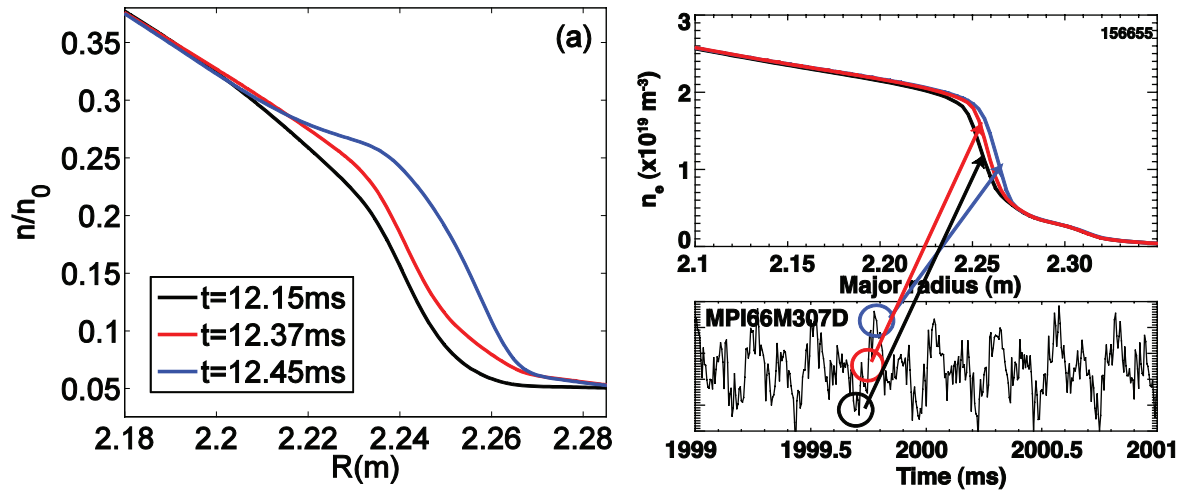 (a)
n/n0
0.35
0.3
0.25
0.2
0.15
0.1
0.05
t=12.15ms
t=12.37ms
t=12.45ms
2.18 2.2 2.22 2.24 2.26 2.28
R(m)
156655
ne (x10^19 m^-3)
3
2
1
0
2.1 2.15 2.20 2.25 2.30
Major radius (m)
MPI66M307D
1999 1999.5 2000 2000.5 2001
Time (ms)